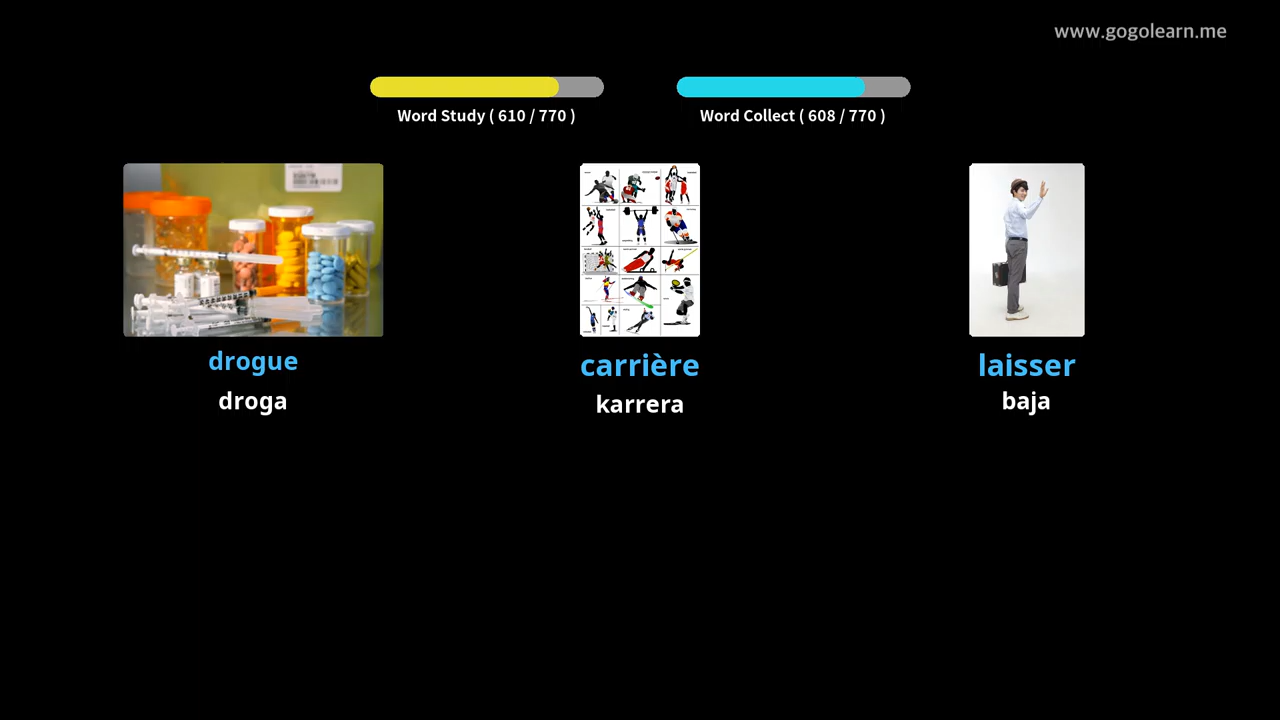 www.gogolearn.me
Word Study ( 610 / 770 )
Word Collect ( 608 / 770 )
drogue
droga
carrière
karrera
laisser
baja